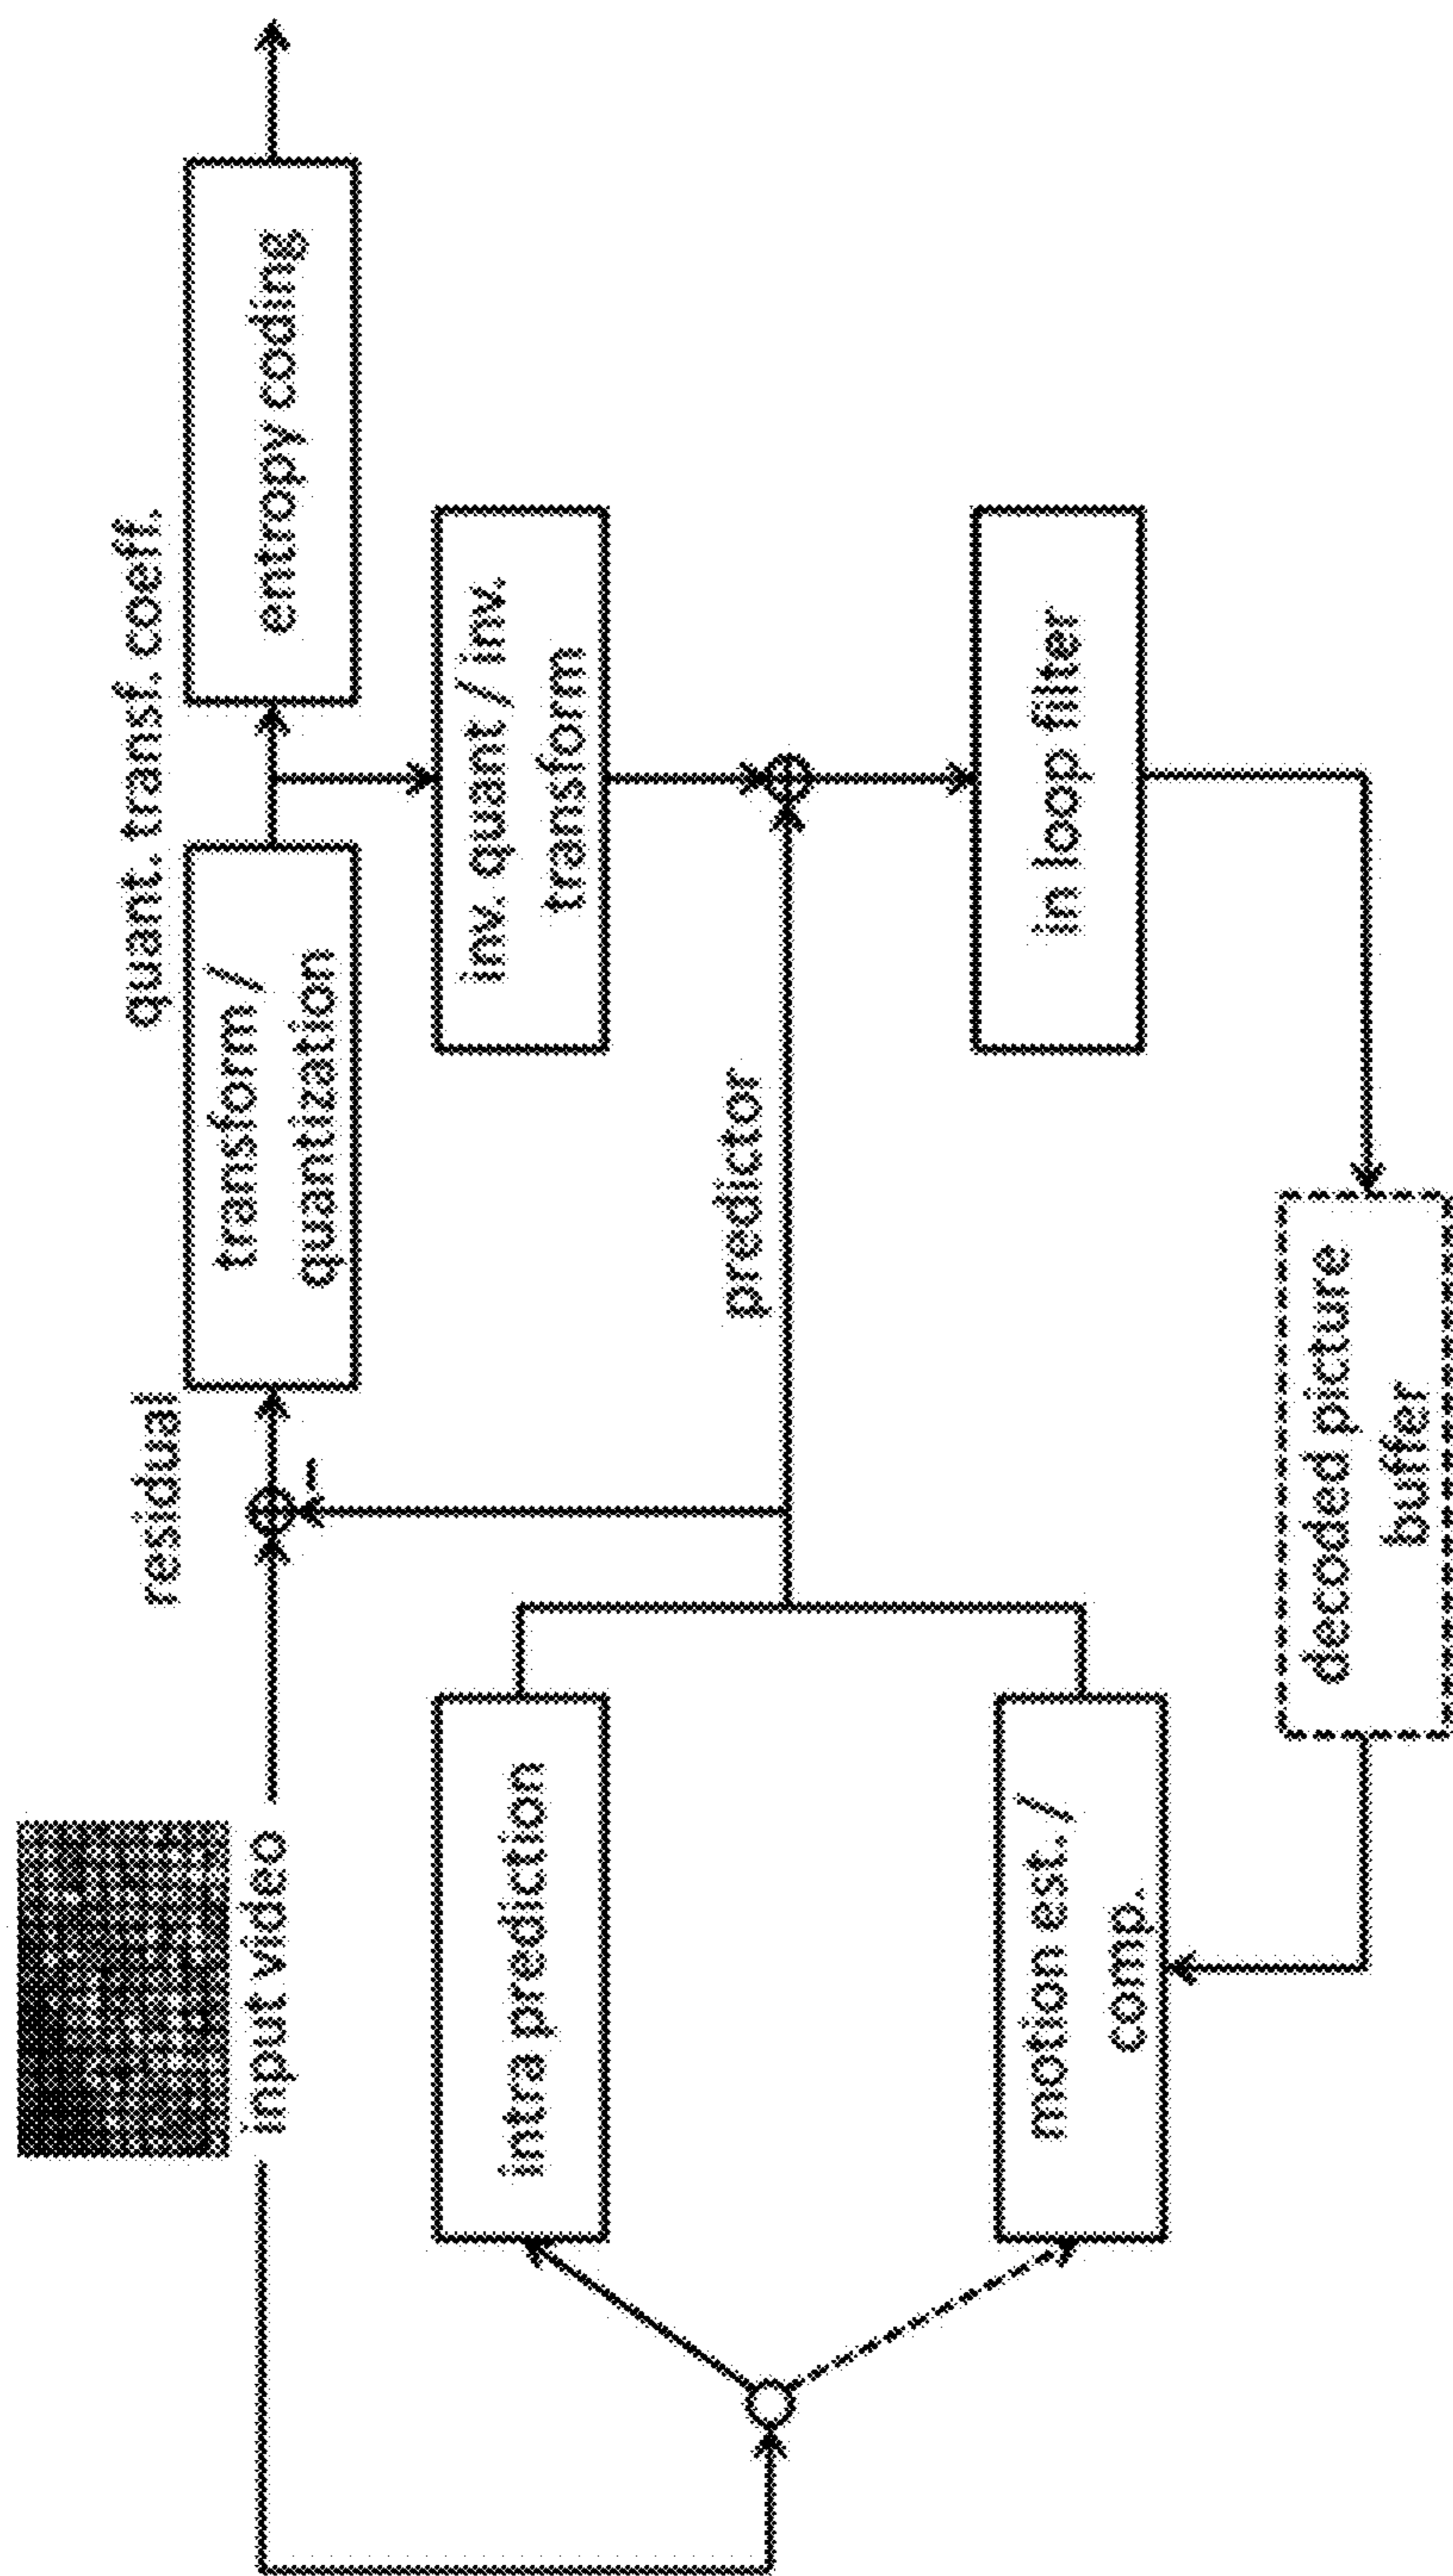 input video
residual
quant. transf. coeff.
transform /
quantization
entropy coding
intra prediction
inv. quant / inv.
transform
predictor
motion est. /
comp.
in loop filter
decoded picture
buffer